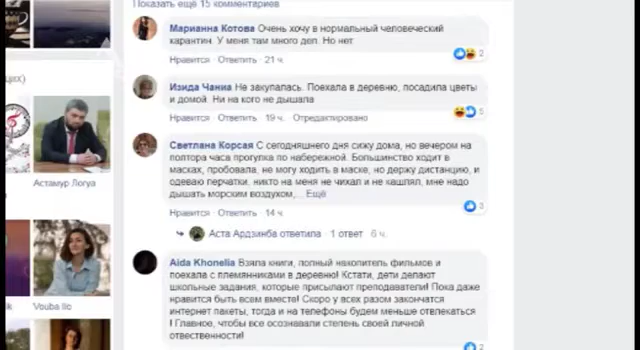 Показать ещё 15 комментариев
Марианна Котова Очень хочу в нормальный человеческий
карантин. У меня там много дел. Но нет
2
Нравится · Ответить · 21 ч
щих)
Изида Чаниа Не закупалась. Поехала в деревню, посадила цветы
и домой. Ни на кого не дышала
5
Нравится · Ответить · 19 ч. · Отредактировано
Светлана Корсая С сегодняшнего дня сижу дома, но вечером на
полтора часа прогулка по набережной. Большинство ходит в
масках, пробовала, не могу ходить в маске, но держу дистанцию, и
одеваю перчатки, никто на меня не чихал и не кашлял, мне надо
дышать морским воздухом,... Ещё
3
Нравится · Ответить · 14 ч
Астамур Логуа
Аста Ардзинба ответила · 1 ответ 6 ч.
Aida Khonelia Взяла книги, полный накопитель фильмов и
поехала с племянниками в деревню! Кстати, дети делают
школьные задания, которые присылают преподаватели! Пока даже
нравится быть всем вместе! Скоро у всех разом закончатся
интернет пакеты, тогда и на телефоны будем меньше отвлекаться
! Главное, чтобы все осознавали степень своей личной
отвественности!
2
sk
Vouba Ilo